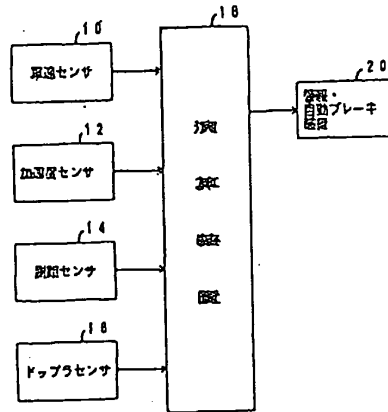 10
車速センサ
12
加速度センサ
14
測距センサ
16
ドップラセンサ
18
演算装置
20
警報・
自動ブレーキ
装置